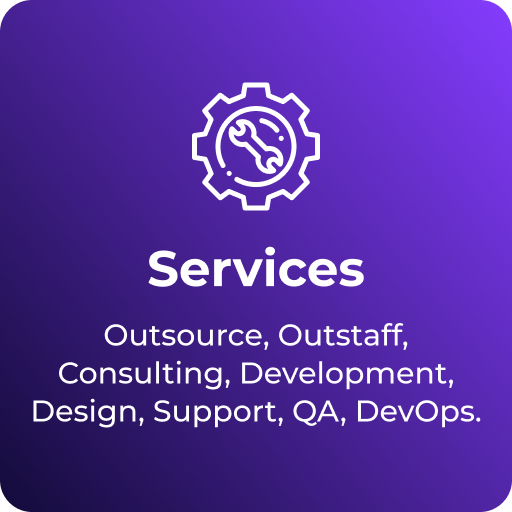 Services
Outsource, Outstaff,
Consulting, Development,
Design, Support, QA, DevOps.